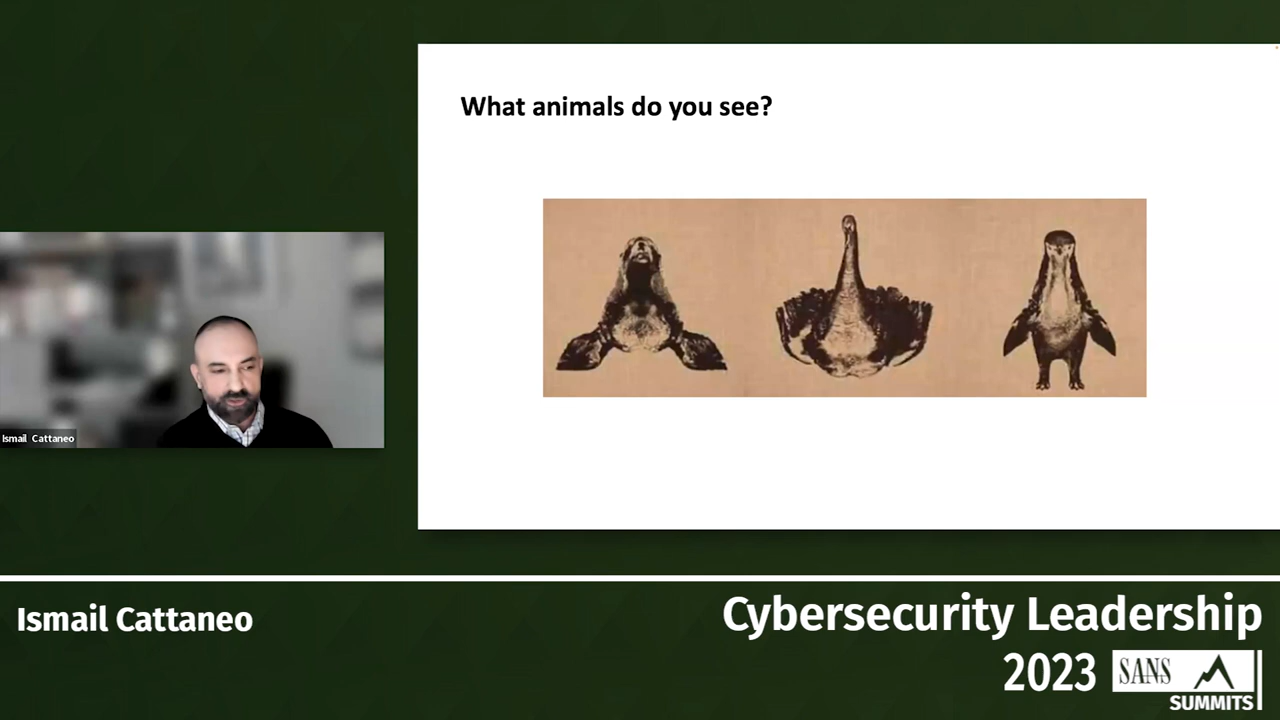 What animals do you see?
Ismail Cattaneo
Ismail Cattaneo
Cybersecurity Leadership
2023
SANS
SUMMITS